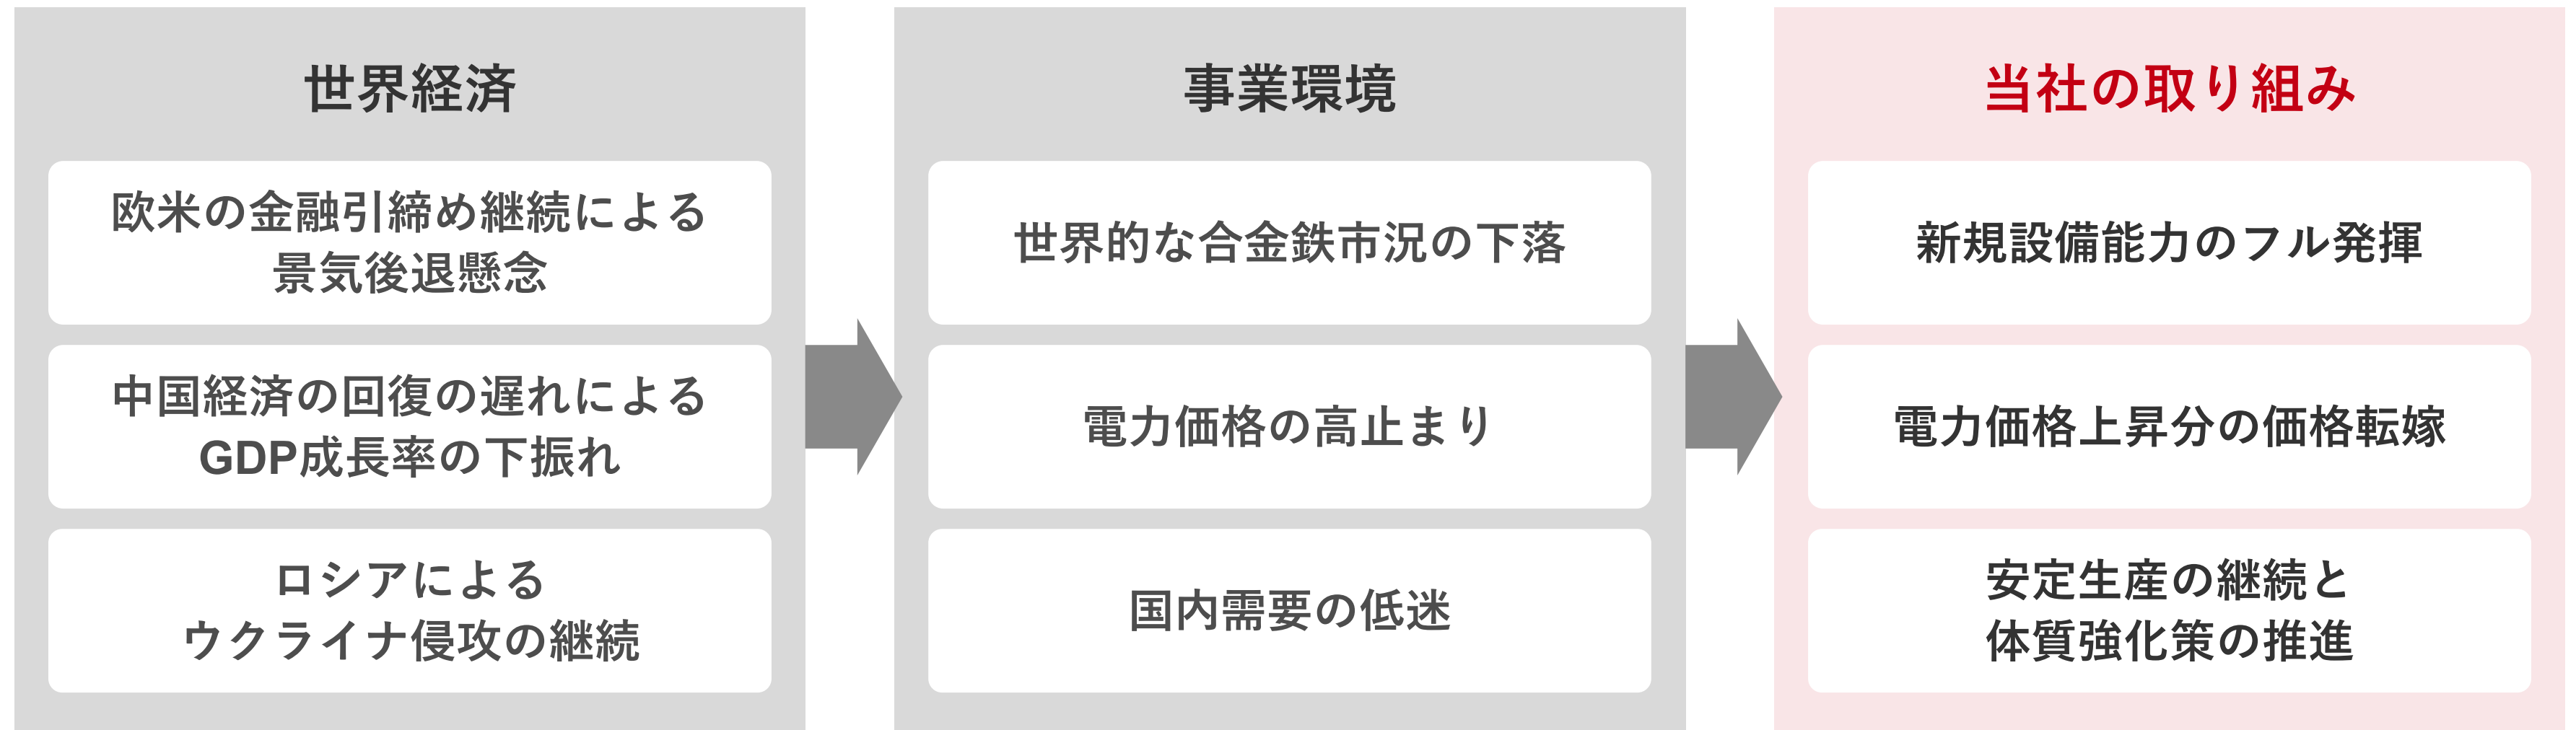 世界経済
欧米の金融引締め継続による
景気後退懸念
中国経済の回復の遅れによる
GDP成長率の下振れ
ロシアによる
ウクライナ侵攻の継続
事業環境
世界的な合金鉄市況の下落
電力価格の高止まり
国内需要の低迷
当社の取り組み
新規設備能力のフル発揮
電力価格上昇分の価格転嫁
安定生産の継続と
体質強化策の推進